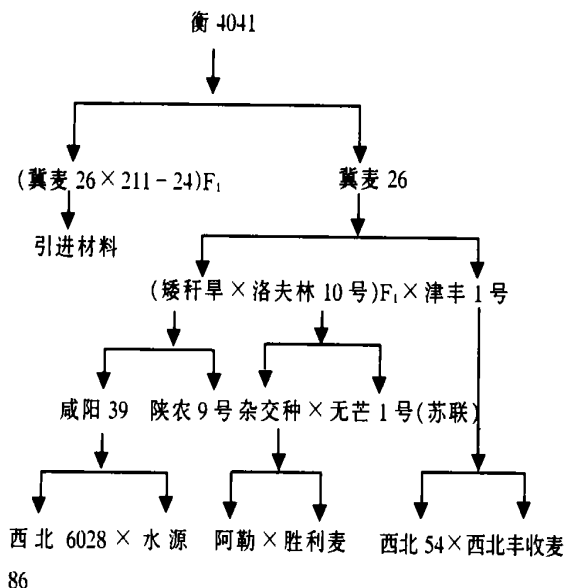 衡 4041
(冀麦 26 × 211 - 24)F₁ 冀麦 26
引进材料
(矮秆旱 × 洛夫林 10 号)F₁ × 津丰 1 号
咸阳 39 陕农 9 号 杂交种 × 无芒 1 号(苏联)
西北 6028 × 水源 阿勒 × 胜利麦 西北 54 × 西北丰收麦
86